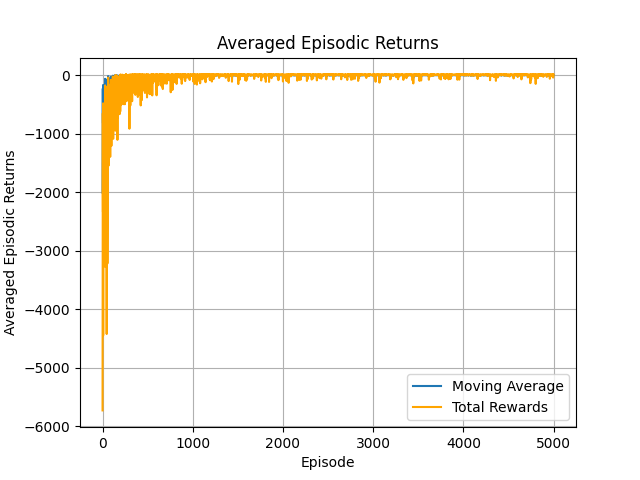 Averaged Episodic Returns
Averaged Episodic Returns
0
−1000
−2000
−3000
−4000
−5000
−6000
0
1000
2000
3000
4000
5000
Episode
Moving Average
Total Rewards